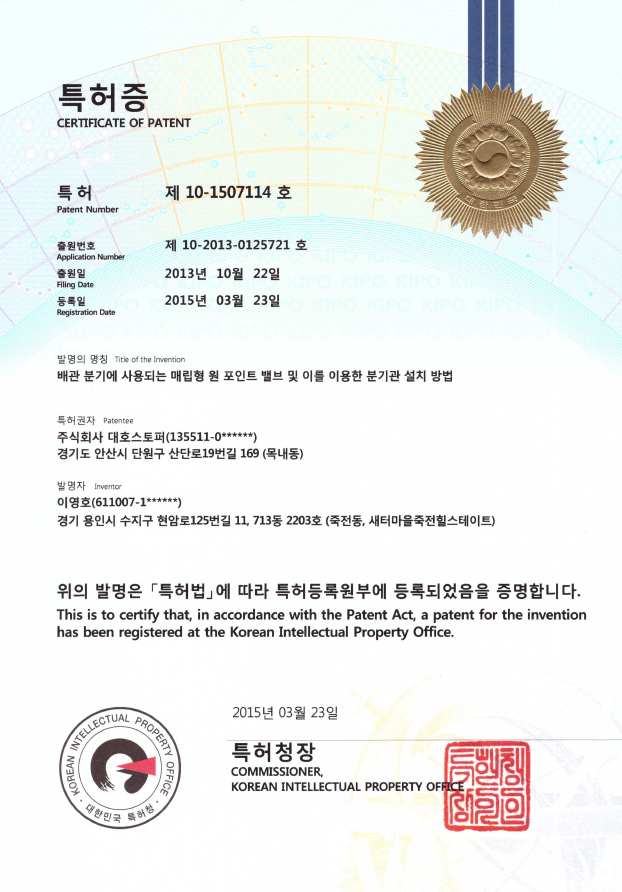 특허증
CERTIFICATE OF PATENT
특 허
Patent Number
제 10-1507114 호
출원번호
Application Number
제 10-2013-0125721 호
출원일
Filing Date
2013년 10월 22일
등록일
Registration Date
2015년 03월 23일
발명의 명칭 Title of the Invention
배관 분기에 사용되는 매립형 원 포인트 밸브 및 이를 이용한 분기관 설치 방법
특허권자 Patentee
주식회사 대호스토퍼(135511-0******)
경기도 안산시 단원구 산단로19번길 169 (목내동)
발명자 Inventor
이영호(611007-1******)
경기 용인시 수지구 현암로125번길 11, 713동 2203호 (죽전동, 새터마을죽전힐스테이트)
위의 발명은 「특허법」에 따라 특허등록원부에 등록되었음을 증명합니다.
This is to certify that, in accordance with the Patent Act, a patent for the invention
has been registered at the Korean Intellectual Property Office.
2015년 03월 23일
특허청장
COMMISSIONER,
KOREAN INTELLECTUAL PROPERTY OFFICE
KOREAN INTELLECTUAL PROPERTY OFFICE
· 대한민국 특허청 ·
대한민국
KIPO KIPO KIPO KIPO